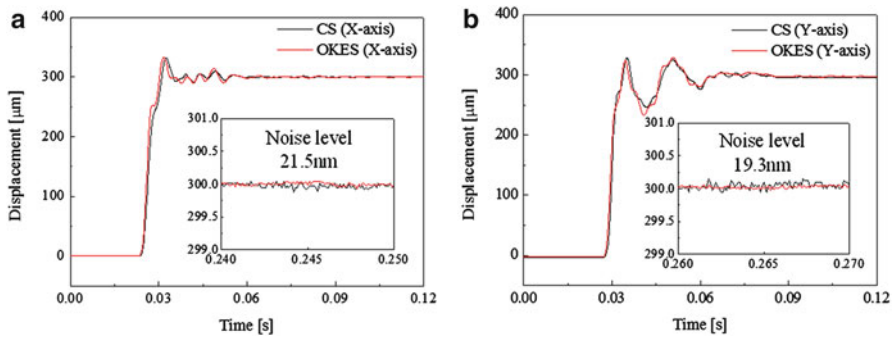 a
CS (X-axis)
OKES (X-axis)
Displacement [μm]
400
300
200
100
0
Noise level
21.5nm
301.0
300.5
300.0
299.5
299.0
0.240
0.245
0.250
0.00
0.03
0.06
0.09
0.12
Time [s]
b
CS (Y-axis)
OKES (Y-axis)
Displacement [μm]
400
300
200
100
0
Noise level
19.3nm
301.0
300.5
300.0
299.5
299.0
0.260
0.265
0.270
0.00
0.03
0.06
0.09
0.12
Time [s]